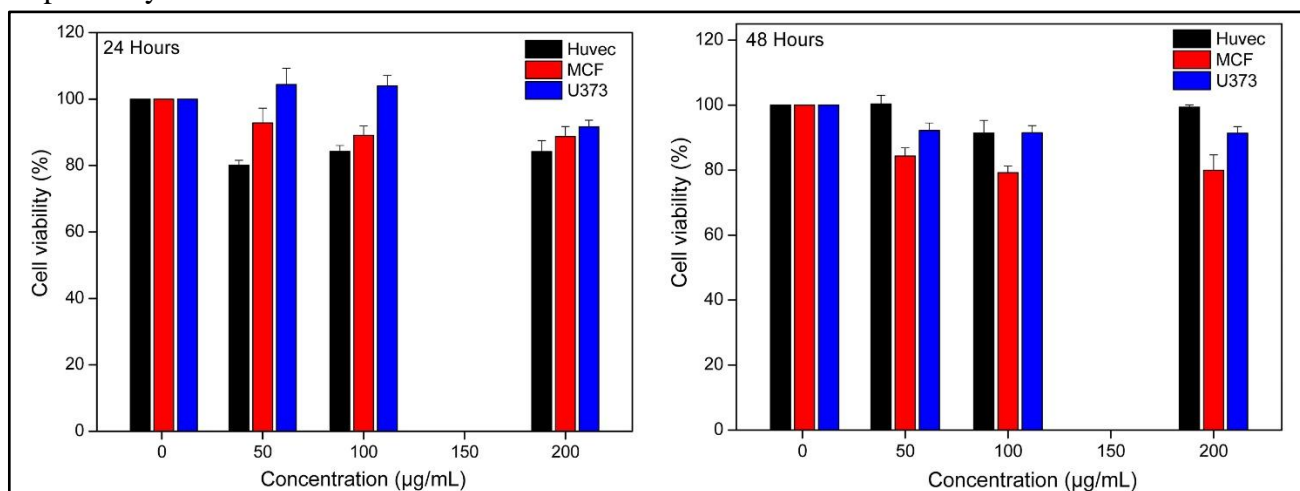 24 Hours
Huvec
MCF
U373
120
100
80
60
40
20
0
Cell viability (%)
0 50 100 150 200
Concentration (µg/mL)
48 Hours
Huvec
MCF
U373
120
100
80
60
40
20
0
Cell viability (%)
0 50 100 150 200
Concentration (µg/mL)